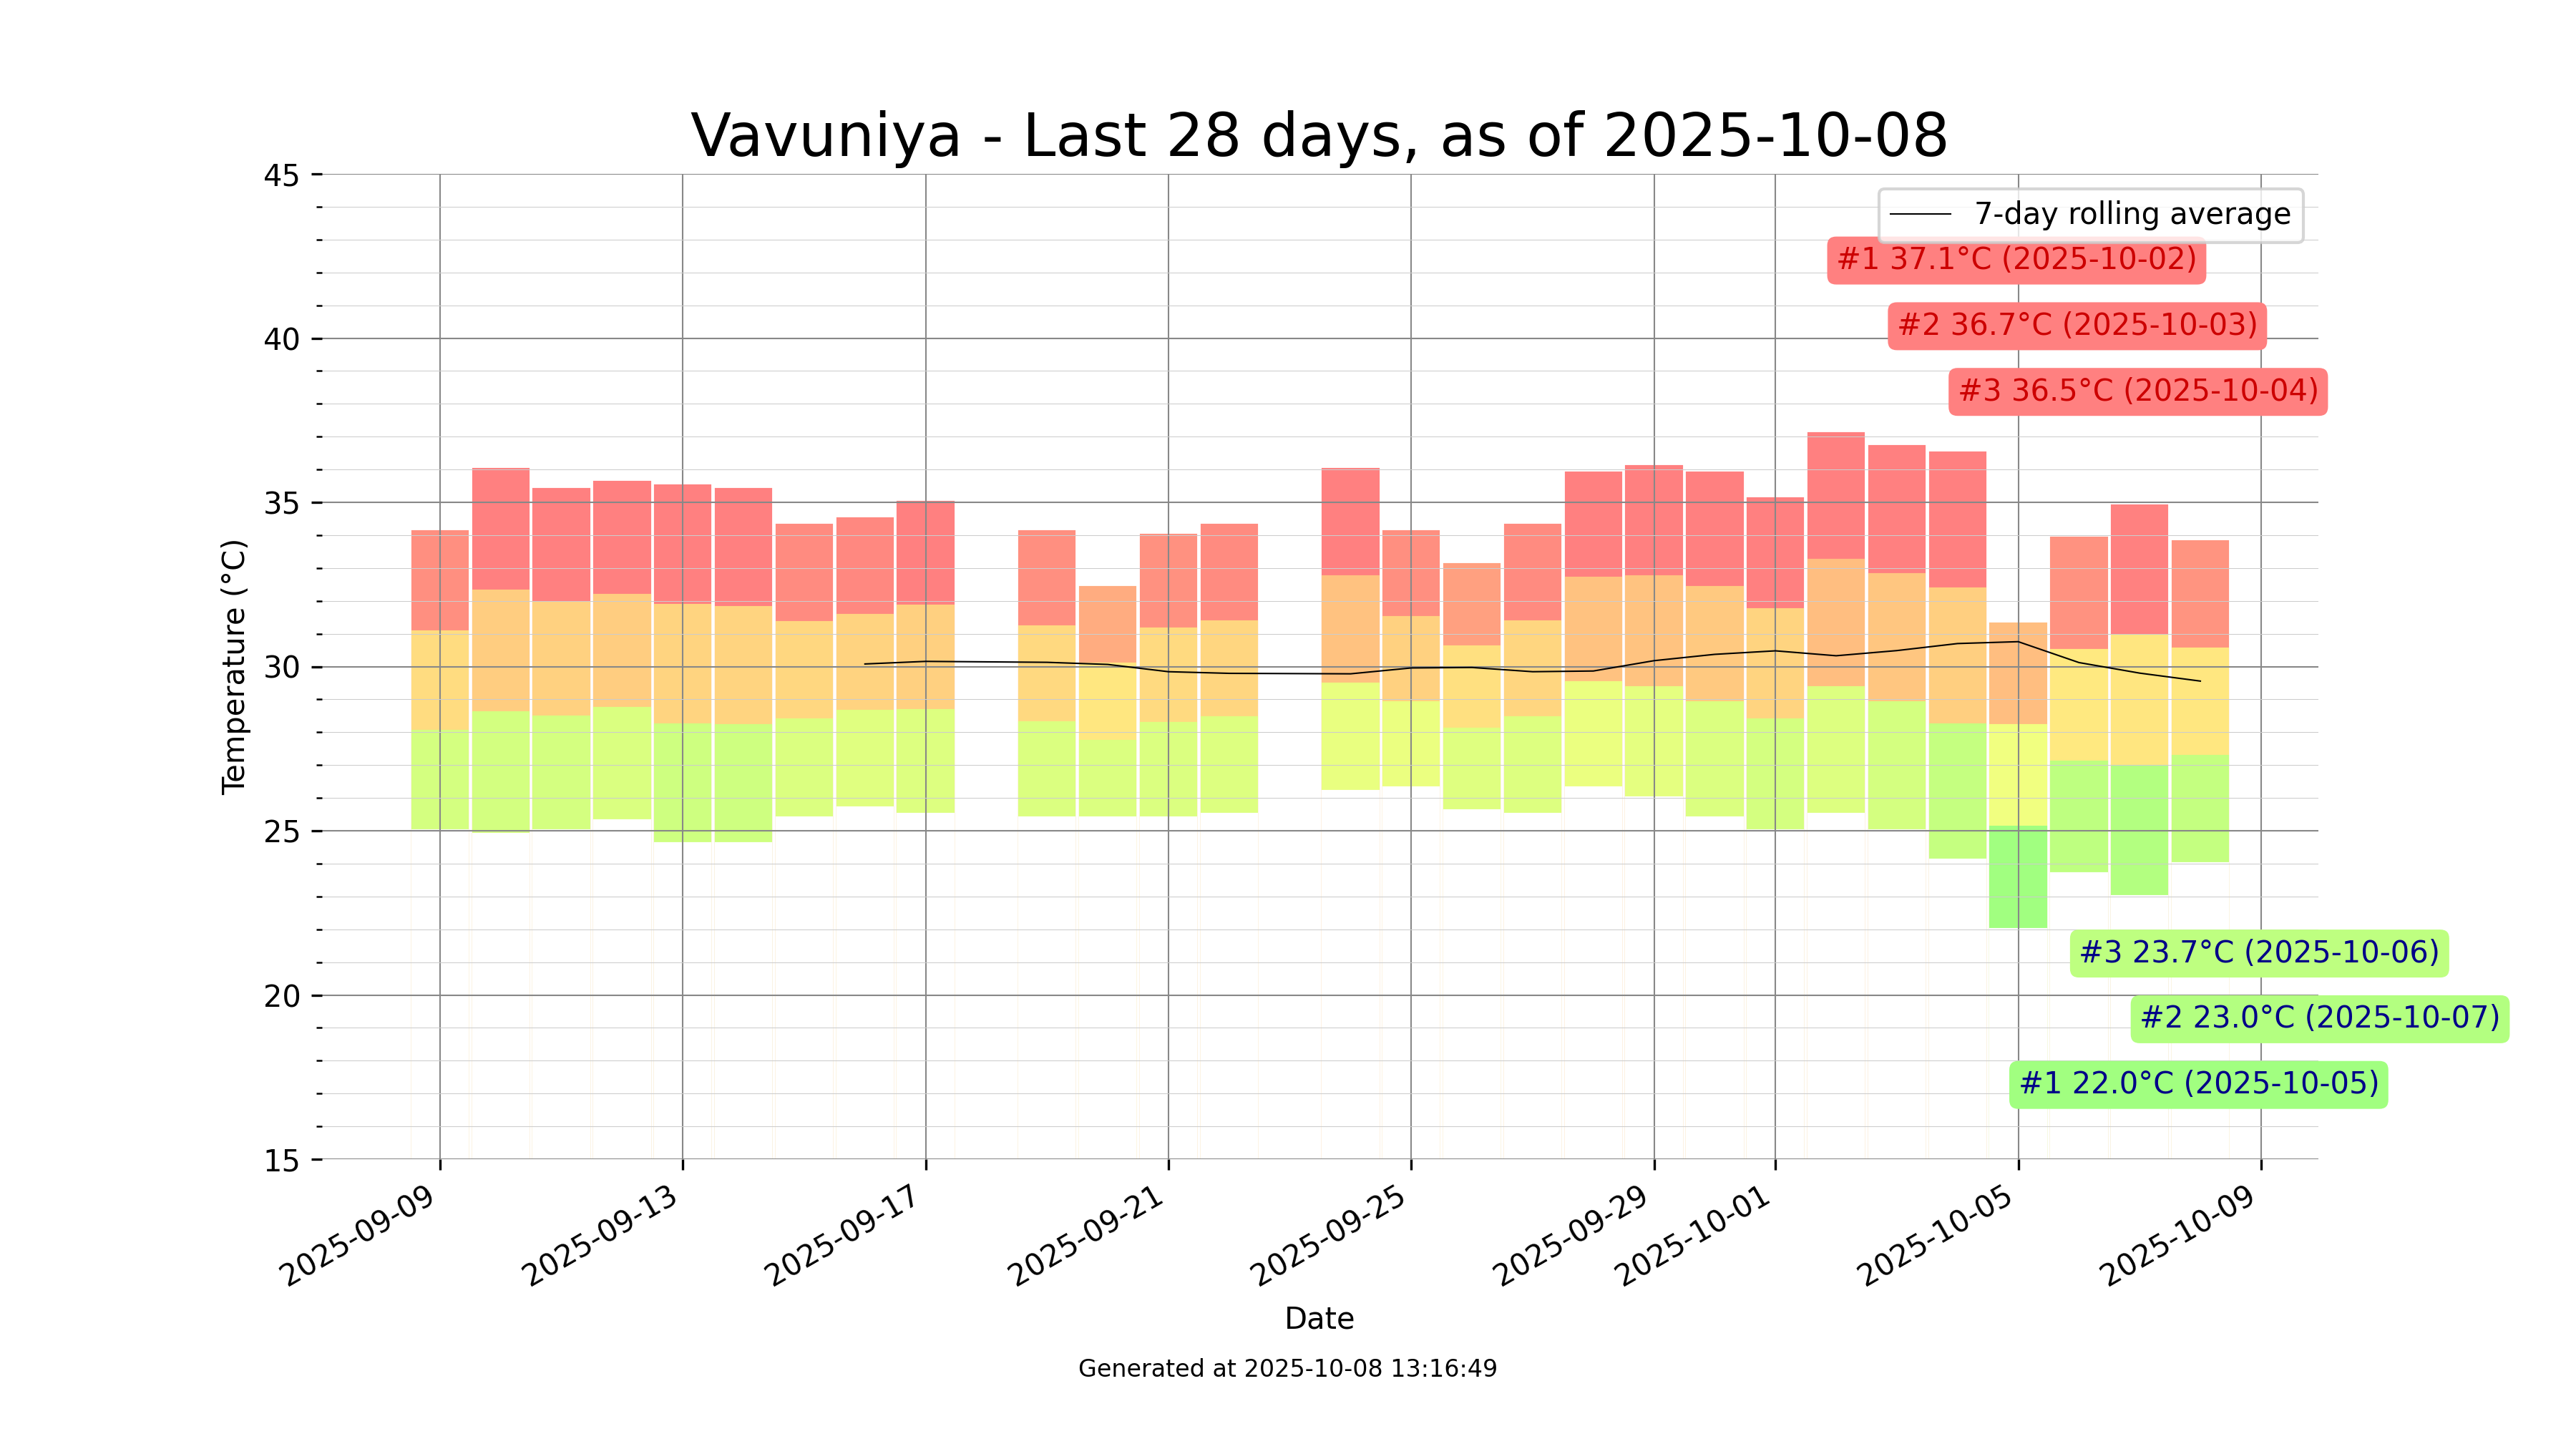 Vavuniya - Last 28 days, as of 2025-10-08
45
40
35
30
25
20
15
Temperature (°C)
7-day rolling average
#1 37.1°C (2025-10-02)
#2 36.7°C (2025-10-03)
#3 36.5°C (2025-10-04)
#3 23.7°C (2025-10-06)
#2 23.0°C (2025-10-07)
#1 22.0°C (2025-10-05)
2025-09-09
2025-09-13
2025-09-17
2025-09-21
2025-09-25
2025-09-29
2025-10-01
2025-10-05
2025-10-09
Date
Generated at 2025-10-08 13:16:49